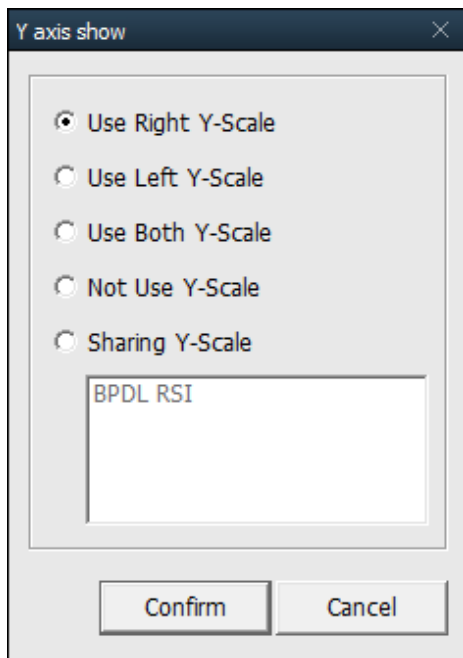 Y axis show
Use Right Y-Scale
Use Left Y-Scale
Use Both Y-Scale
Not Use Y-Scale
Sharing Y-Scale
BPDL RSI
Confirm
Cancel